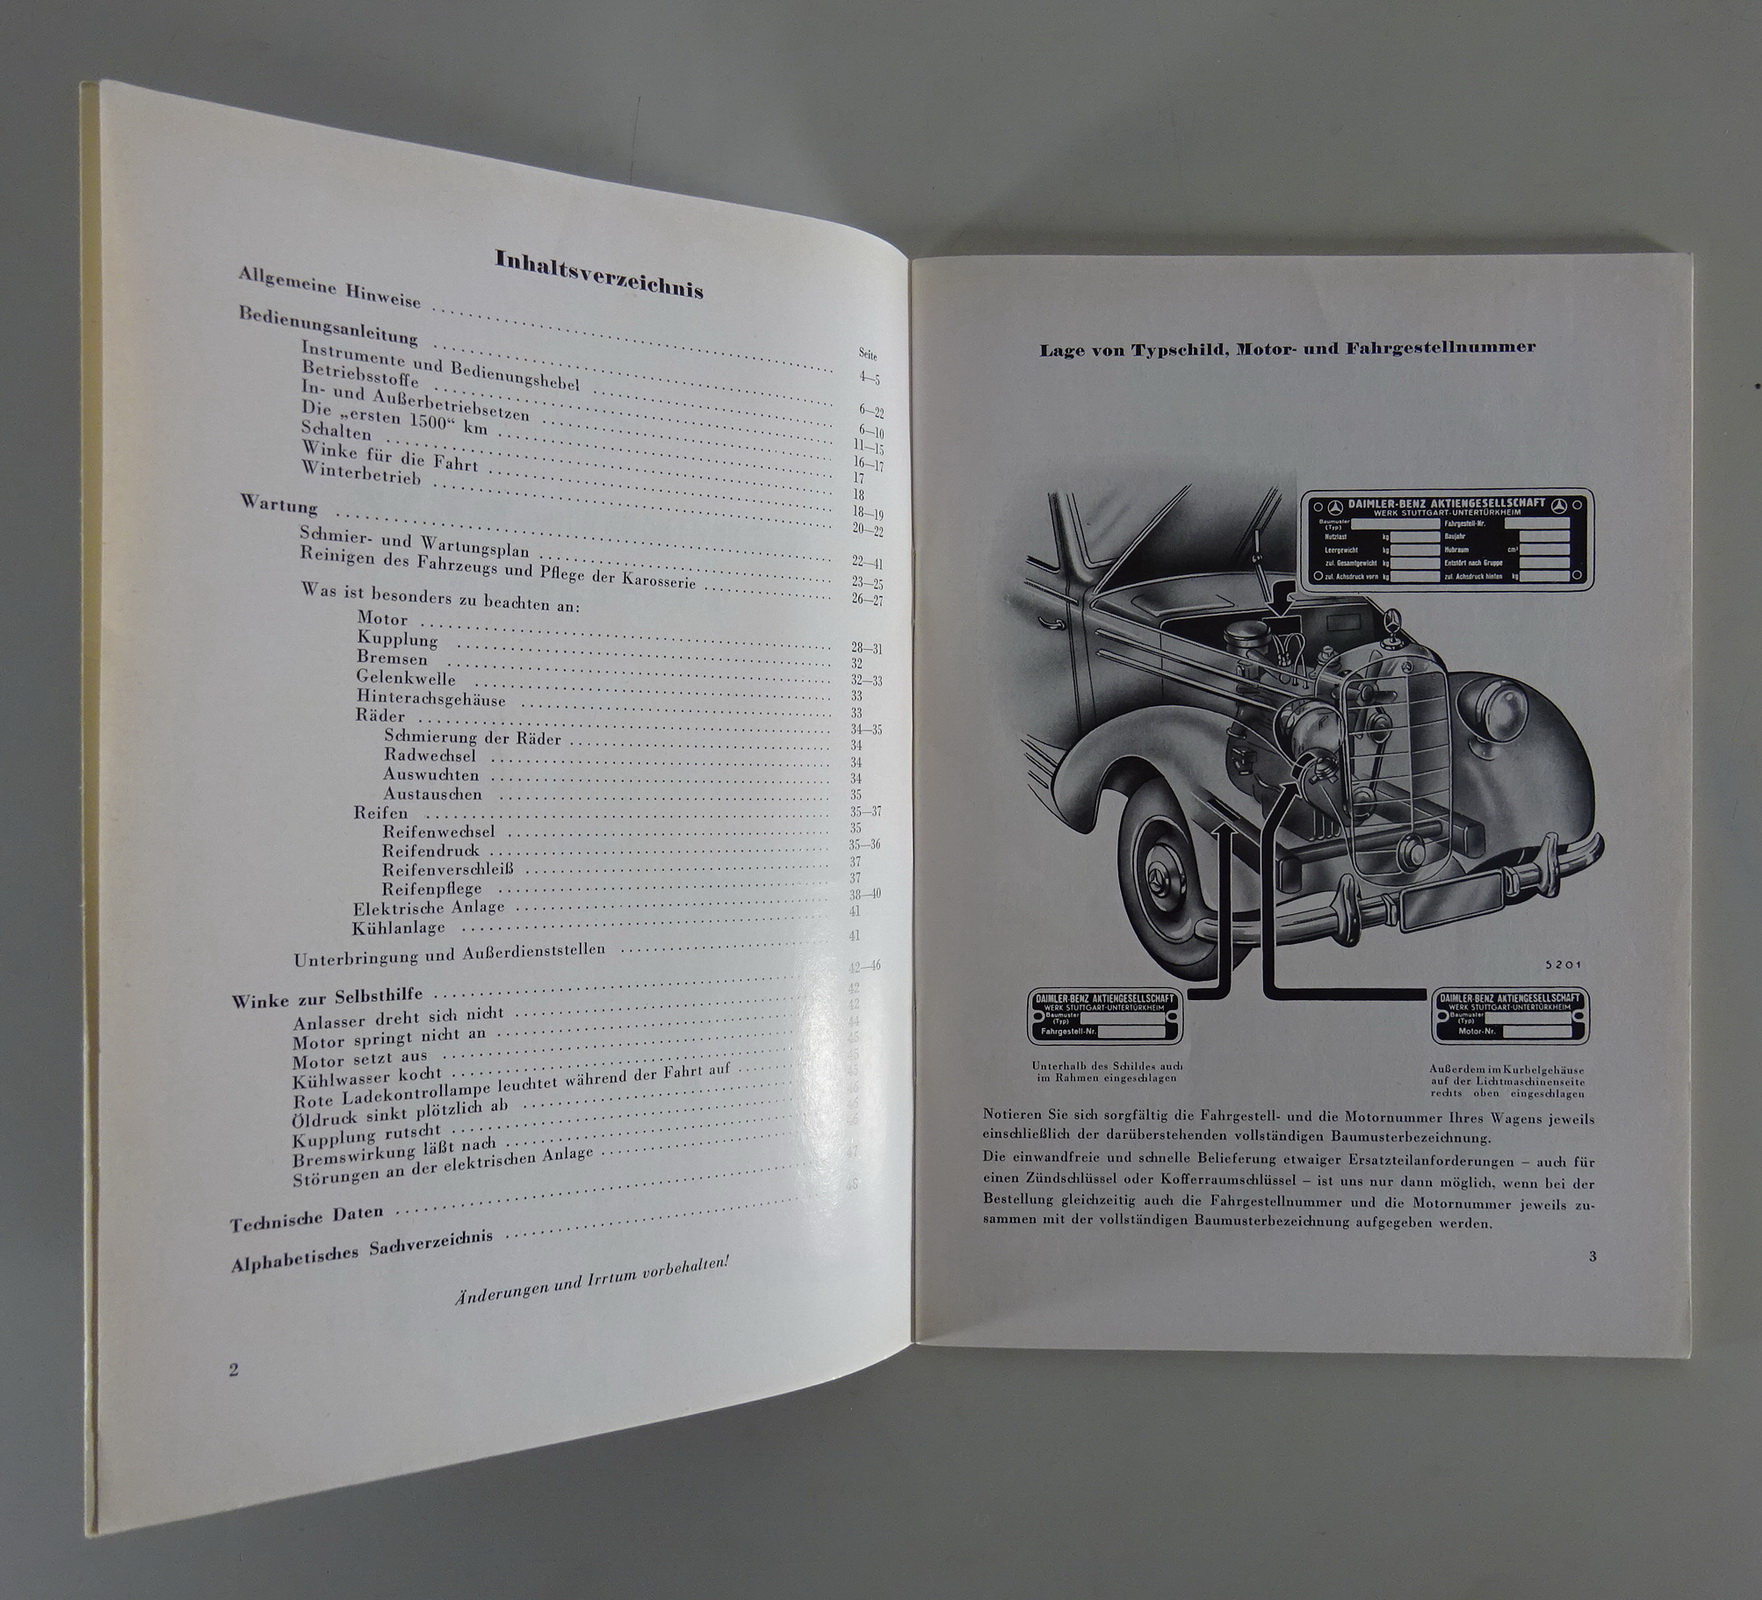 Inhaltsverzeichnis
Seite
Allgemeine Hinweise 4—5
Bedienungsanleitung 6—22
Instrumente und Bedienungshebel 6—10
Betriebsstoffe 11—15
In- und Außerbetriebsetzen 16—17
Die „ersten 1500“ km 17
Schalten 18
Winke für die Fahrt 18—19
Winterbetrieb 20—22
Wartung 22—41
Schmier- und Wartungsplan 23—25
Reinigen des Fahrzeugs und Pflege der Karosserie 26—27
Was ist besonders zu beachten an:
Motor 28—31
Kupplung 32
Bremsen 32—33
Gelenkwelle 33
Hinterachsgehäuse 33
Räder 34—35
Schmierung der Räder 34
Radwechsel 34
Auswuchten 34
Austauschen 35
Reifen 35—37
Reifenwechsel 35
Reifendruck 35—36
Reifenverschleiß 37
Reifenpflege 37
Elektrische Anlage 38—40
Kühlanlage 41
Unterbringung und Außerdienststellen 41
Winke zur Selbsthilfe 42—46
Anlasser dreht sich nicht 42
Motor springt nicht an 42
Motor setzt aus 44
Kühlwasser kocht
Rote Ladekontrollampe leuchtet während der Fahrt auf
Öldruck sinkt plötzlich ab
Kupplung rutscht
Bremswirkung läßt nach
Störungen an der elektrischen Anlage
Technische Daten 47
Alphabetisches Sachverzeichnis 48
Änderungen und Irrtum vorbehalten!
2
Lage von Typschild, Motor- und Fahrgestellnummer
DAIMLER-BENZ AKTIENGESELLSCHAFT
WERK STUTTGART-UNTERTÜRKHEIM
Baumuster (Typ) Fahrgestell-Nr.
Nutzlast kg Baujahr
Leergewicht kg Hubraum cm³
zul. Gesamtgewicht kg Entstört nach Gruppe
zul. Achsdruck vorn kg zul. Achsdruck hinten kg
5201
DAIMLER-BENZ AKTIENGESELLSCHAFT
WERK STUTTGART-UNTERTÜRKHEIM
Baumuster
(Typ)
Fahrgestell-Nr.
Unterhalb des Schildes auch
im Rahmen eingeschlagen
DAIMLER-BENZ AKTIENGESELLSCHAFT
WERK STUTTGART-UNTERTÜRKHEIM
Baumuster
(Typ)
Motor-Nr.
Außerdem im Kurbelgehäuse
auf der Lichtmaschinenseite
rechts oben eingeschlagen
Notieren Sie sich sorgfältig die Fahrgestell- und die Motornummer Ihres Wagens jeweils
einschließlich der darüberstehenden vollständigen Baumusterbezeichnung.
Die einwandfreie und schnelle Belieferung etwaiger Ersatzteilanforderungen – auch für
einen Zündschlüssel oder Kofferraumschlüssel – ist uns nur dann möglich, wenn bei der
Bestellung gleichzeitig auch die Fahrgestellnummer und die Motornummer jeweils zu-
sammen mit der vollständigen Baumusterbezeichnung aufgegeben werden.
3